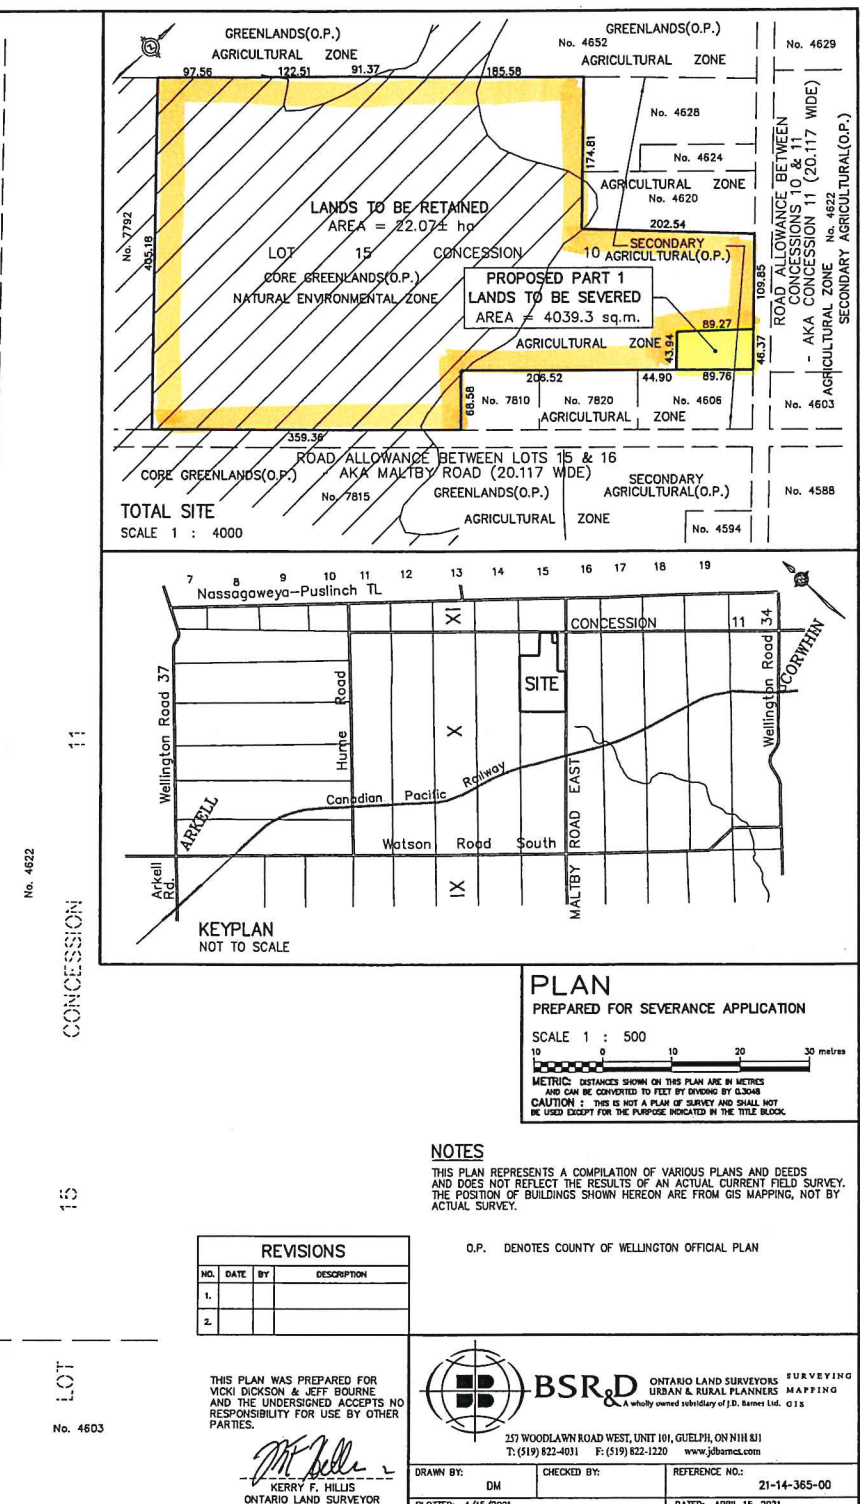 GREENLANDS(O.P.)
AGRICULTURAL ZONE
97.56
122.51
91.37
185.58
GREENLANDS(O.P.)
No. 4652
AGRICULTURAL ZONE
No. 4629
No. 4628
No. 4624
174.81
AGRICULTURAL ZONE
No. 4620
202.54
LANDS TO BE RETAINED
AREA = 22.07± ha
LOT 15 CONCESSION 10
CORE GREENLANDS(O.P.)
NATURAL ENVIRONMENTAL ZONE
No. 7792
405.18
SECONDARY
AGRICULTURAL(O.P.)
PROPOSED PART 1
LANDS TO BE SEVERED
AREA = 4039.3 sq.m.
AGRICULTURAL ZONE
109.85
89.27
43.94
46.37
89.76
206.52
44.90
68.58
No. 7810
No. 7820
No. 4606
AGRICULTURAL ZONE
359.36
ROAD ALLOWANCE BETWEEN
CONCESSIONS 10 & 11
- AKA CONCESSION 11 (20.117 WIDE)
AGRICULTURAL ZONE No. 4622
SECONDARY AGRICULTURAL(O.P.)
No. 4603
ROAD ALLOWANCE BETWEEN LOTS 15 & 16
- AKA MALTBY ROAD (20.117 WIDE)
CORE GREENLANDS(O.P.)
No. 7815
GREENLANDS(O.P.)
AGRICULTURAL ZONE
SECONDARY
AGRICULTURAL(O.P.)
No. 4588
No. 4594
TOTAL SITE
SCALE 1 : 4000
7 8 9 10 11 12 13 14 15 16 17 18 19
Nassagaweya-Puslinch TL
XI
CONCESSION 11
Wellington Road 37
Hume Road
SITE
X
Wellington Road 34
CORWHIN
Canadian Pacific Railway
ARKELL
Watson Road South
Arkell
Rd.
IX
MALTBY ROAD EAST
KEYPLAN
NOT TO SCALE
11
No. 4622
CONCESSION
15
LOT
No. 4603
PLAN
PREPARED FOR SEVERANCE APPLICATION
SCALE 1 : 500
10 0 10 20 30 metres
METRIC: DISTANCES SHOWN ON THIS PLAN ARE IN METRES
AND CAN BE CONVERTED TO FEET BY DIVIDING BY 0.3048
CAUTION : THIS IS NOT A PLAN OF SURVEY AND SHALL NOT
BE USED EXCEPT FOR THE PURPOSE INDICATED IN THE TITLE BLOCK.
NOTES
THIS PLAN REPRESENTS A COMPILATION OF VARIOUS PLANS AND DEEDS
AND DOES NOT REFLECT THE RESULTS OF AN ACTUAL CURRENT FIELD SURVEY.
THE POSITION OF BUILDINGS SHOWN HEREON ARE FROM GIS MAPPING, NOT BY
ACTUAL SURVEY.
O.P. DENOTES COUNTY OF WELLINGTON OFFICIAL PLAN
REVISIONS
NO. DATE BY DESCRIPTION
1.
2.
THIS PLAN WAS PREPARED FOR
VICKI DICKSON & JEFF BOURNE
AND THE UNDERSIGNED ACCEPTS NO
RESPONSIBILITY FOR USE BY OTHER
PARTIES.
KERRY F. HILLIS
ONTARIO LAND SURVEYOR
BSR&D
ONTARIO LAND SURVEYORS
URBAN & RURAL PLANNERS
A wholly owned subsidiary of J.D. Barnes Ltd.
SURVEYING
MAPPING
GIS
257 WOODLAWN ROAD WEST, UNIT 101, GUELPH, ON N1H 8J1
T: (519) 822-4031 F: (519) 822-1220 www.jdbarnes.com
DRAWN BY:
DM
CHECKED BY:
REFERENCE NO.:
21-14-365-00
PLOTTED: 4/15/2021
DATED: APRIL 15, 2021